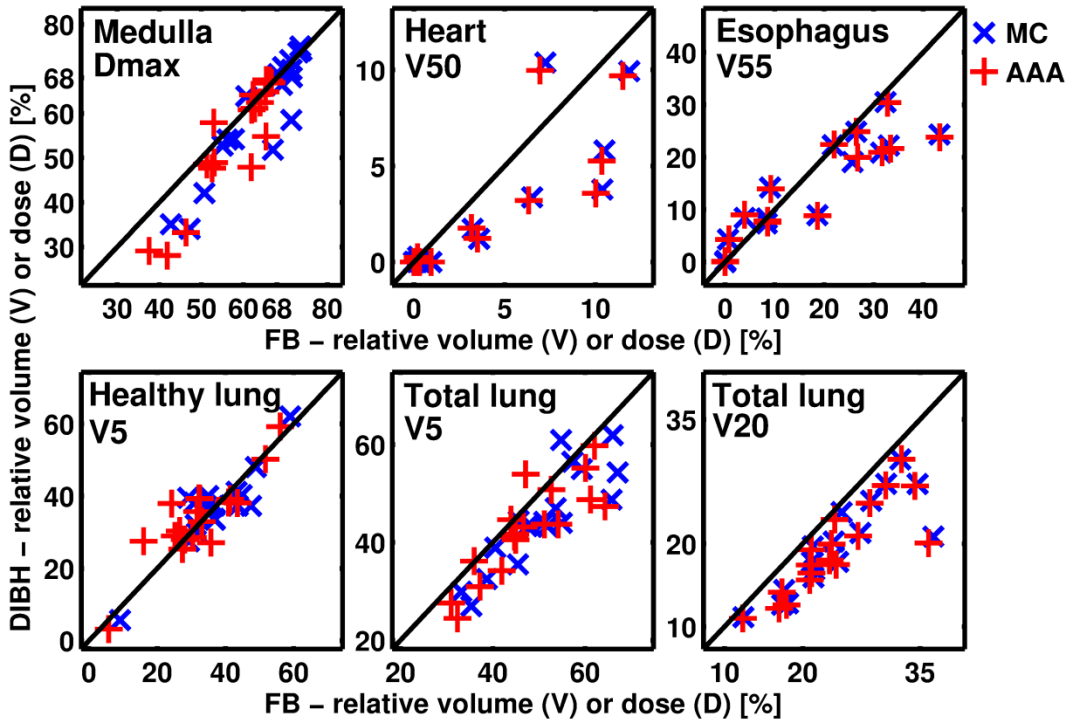 DIBH – relative volume (V) or dose (D) [%]
Medulla
Dmax
80
68
60
50
40
30
30
40
50
60
68
80
Heart
V50
10
5
0
0
5
10
Esophagus
V55
40
30
20
10
0
0
10
20
30
40
MC
AAA
FB – relative volume (V) or dose (D) [%]
Healthy lung
V5
60
40
20
0
0
20
40
60
Total lung
V5
60
40
20
20
40
60
Total lung
V20
35
20
10
10
20
35
FB – relative volume (V) or dose (D) [%]